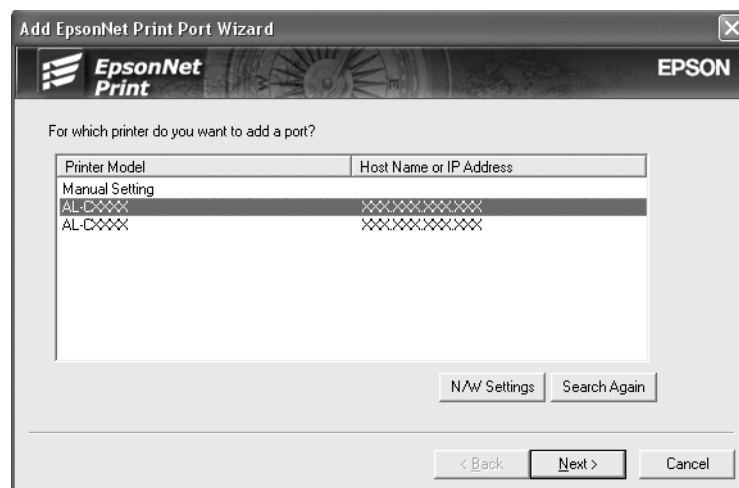 Add EpsonNet Print Port Wizard
EpsonNet
Print
EPSON
For which printer do you want to add a port?
Printer Model Host Name or IP Address
Manual Setting
AL-CXXXX XXX.XXX.XXX.XXX
AL-CXXXX XXX.XXX.XXX.XXX
N/W Settings Search Again
< Back Next > Cancel